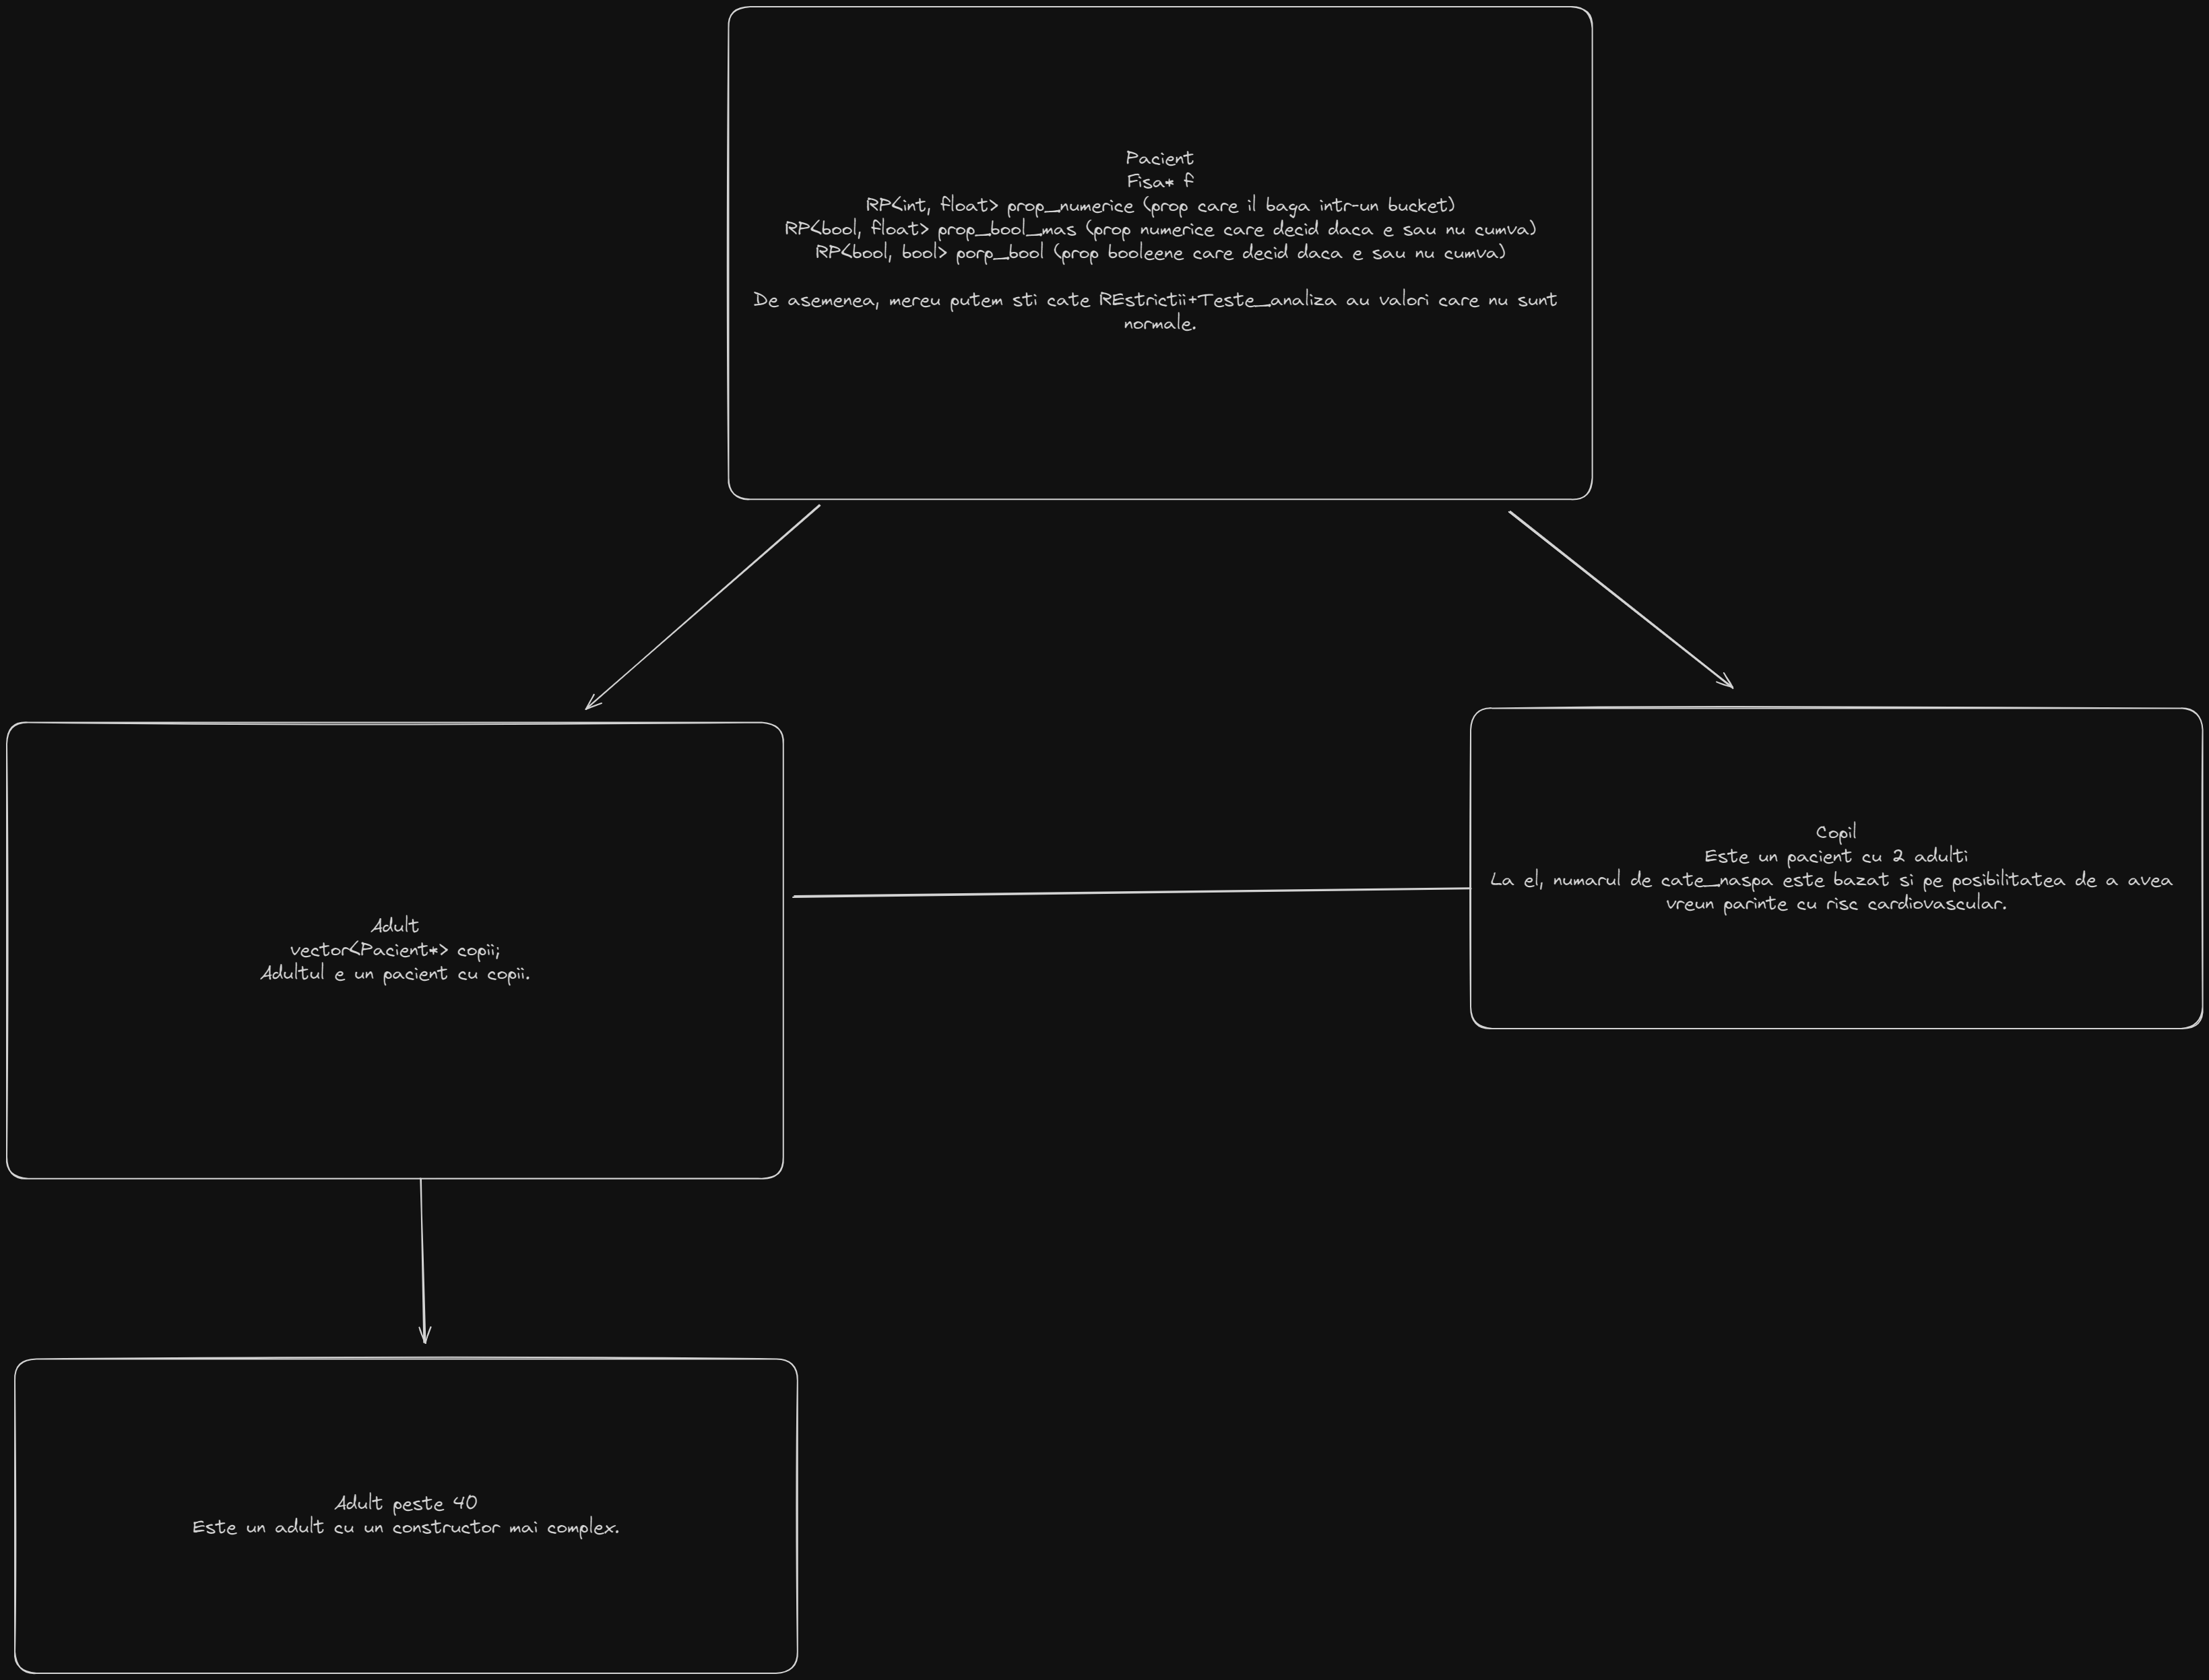 Pacient
Fisa* f
RP<int, float> prop_numerice (prop care il baga intr-un bucket)
RP<bool, float> prop_bool_mas (prop numerice care decid daca e sau nu cumva)
RP<bool, bool> porp_bool (prop booleene care decid daca e sau nu cumva)
De asemenea, mereu putem sti cate REstrictii+Teste_analiza au valori care nu sunt
normale.
Copil
Este un pacient cu 2 adulti
La el, numarul de cate_naspa este bazat si pe posibilitatea de a avea
vreun parinte cu risc cardiovascular.
Adult
vector<Pacient*> copii;
Adultul e un pacient cu copii.
Adult peste 40
Este un adult cu un constructor mai complex.